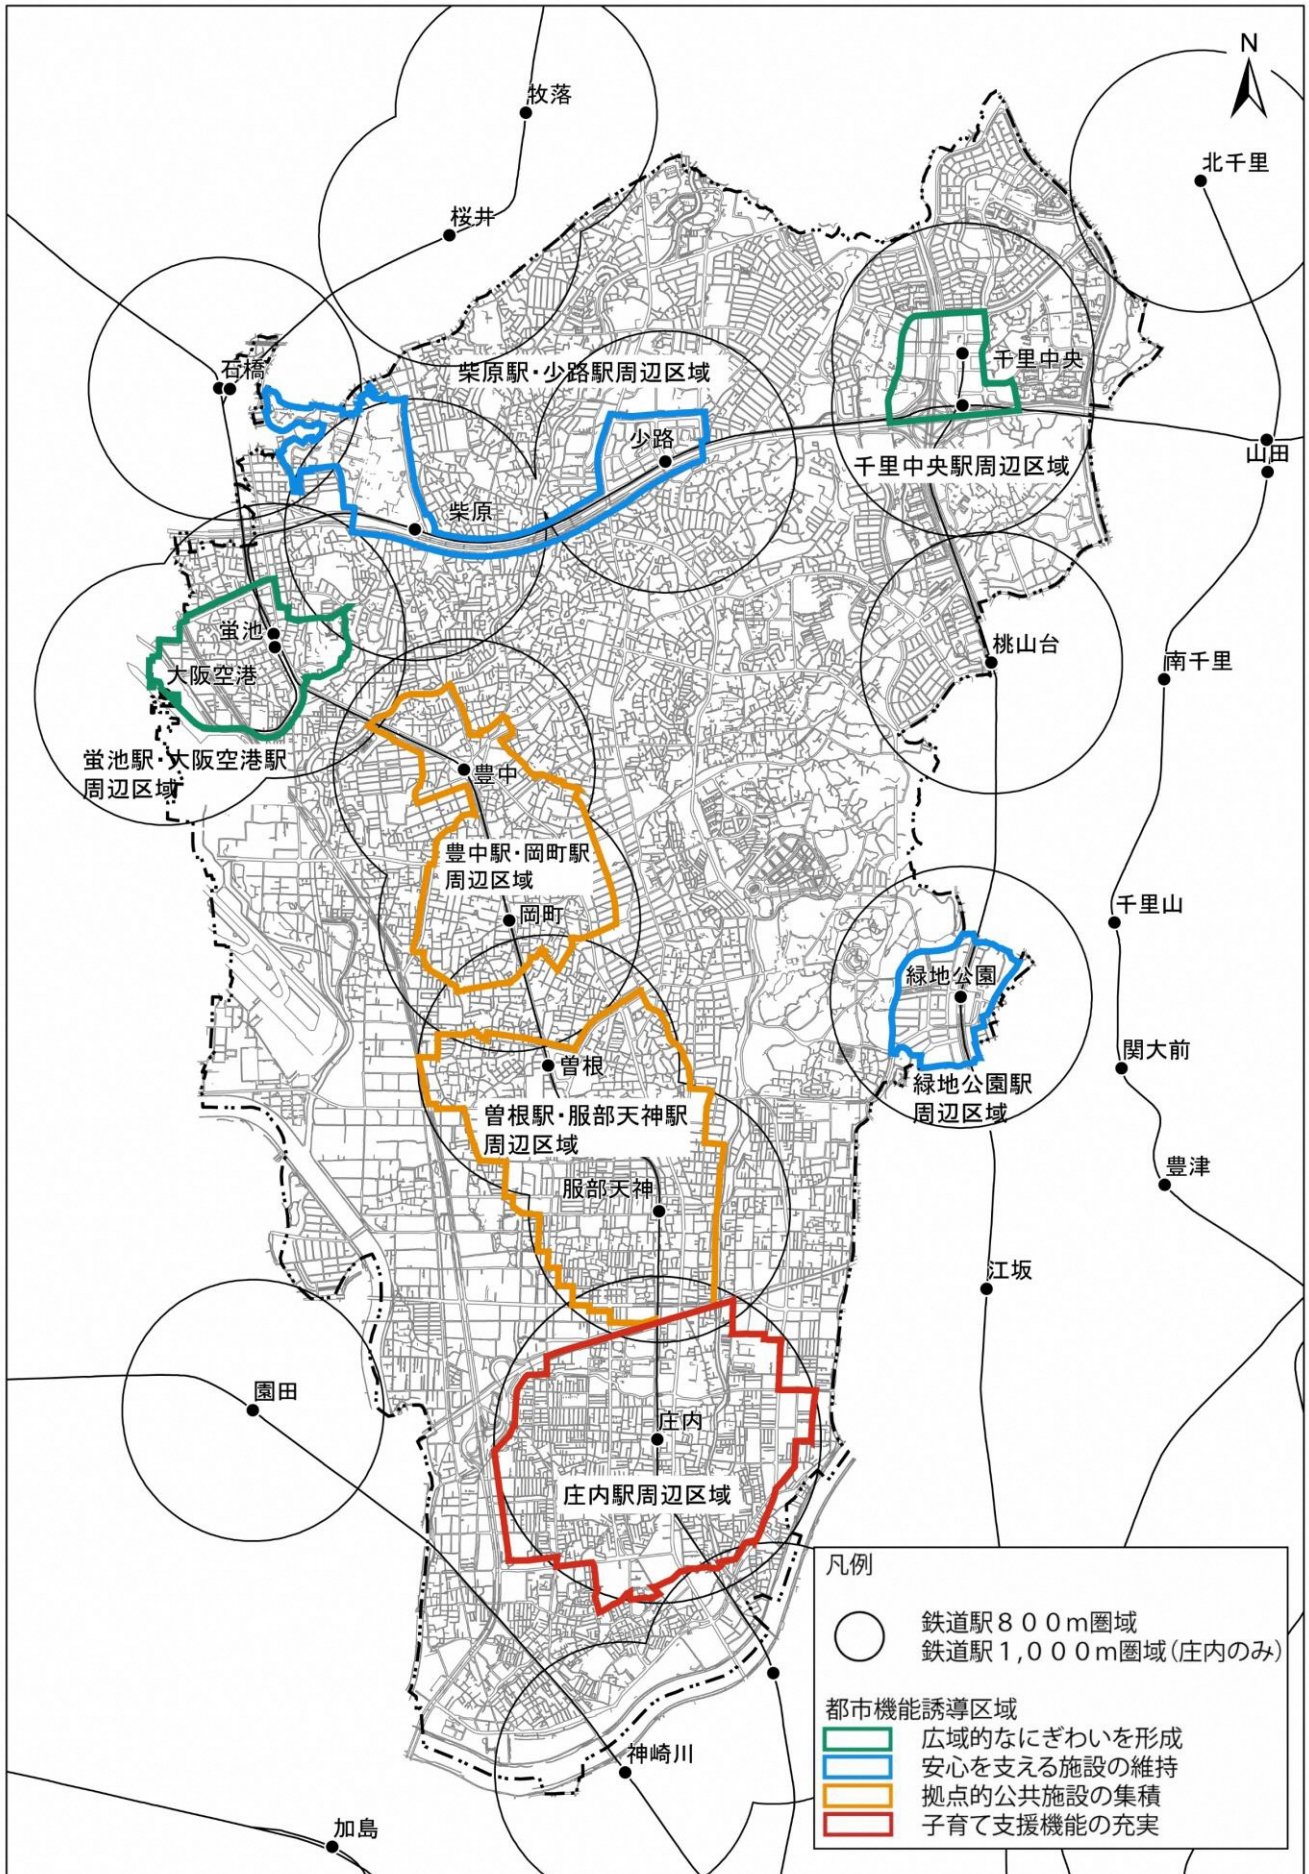 N
牧落
北千里
桜井
石橋
柴原駅・少路駅周辺区域
千里中央
少路
山田
千里中央駅周辺区域
柴原
蛍池
桃山台
南千里
大阪空港
蛍池駅・大阪空港駅
周辺区域
豊中
豊中駅・岡町駅
周辺区域
岡町
千里山
緑地公園
関大前
曽根
緑地公園駅
周辺区域
曽根駅・服部天神駅
周辺区域
豊津
服部天神
江坂
園田
庄内
庄内駅周辺区域
神崎川
加島
凡例
鉄道駅800m圏域
鉄道駅1,000m圏域(庄内のみ)
都市機能誘導区域
広域的なにぎわいを形成
安心を支える施設の維持
拠点的公共施設の集積
子育て支援機能の充実